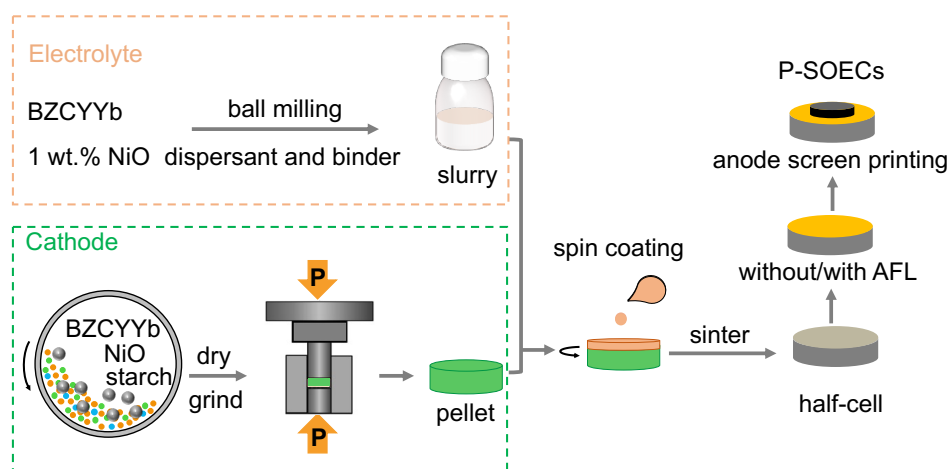 Electrolyte
BZCYYb
ball milling
1 wt.% NiO
dispersant and binder
slurry
Cathode
BZCYYb
NiO
starch
dry
grind
P
P
pellet
spin coating
sinter
half-cell
without/with AFL
anode screen printing
P-SOECs